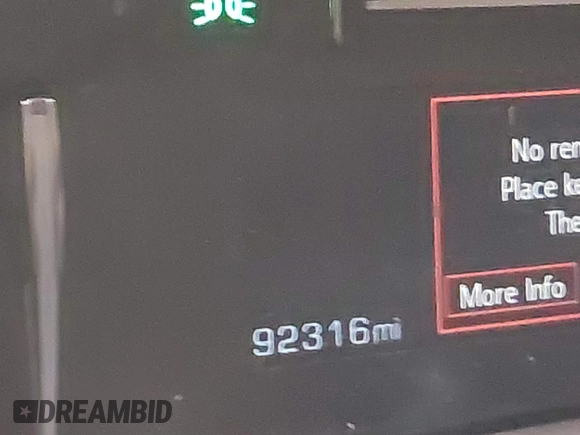 No rem
Place ke
The
More Info
92316mi
DREAMBID